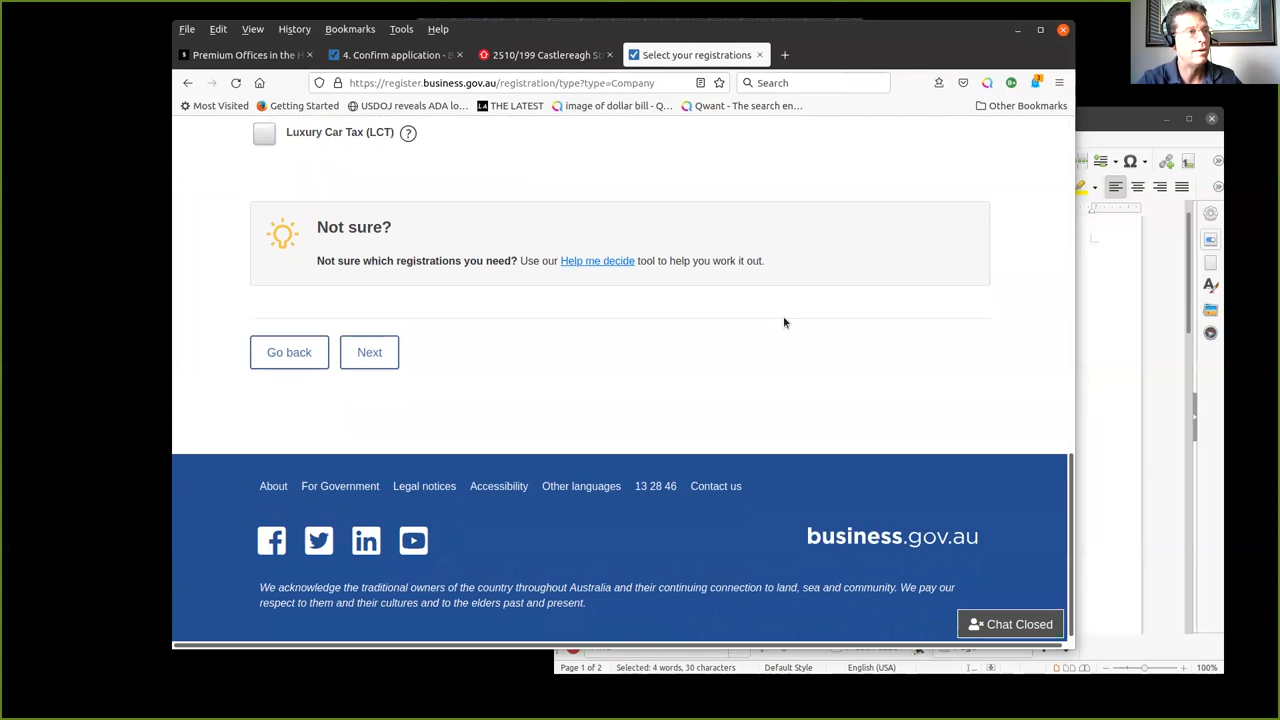 File Edit View History Bookmarks Tools Help
Premium Offices in the H
4. Confirm application - B
2510/199 Castlereagh St
Select your registrations
https://register.business.gov.au/registration/type?type=Company
Search
3
Most Visited
Getting Started
USDOJ reveals ADA lo...
THE LATEST
image of dollar bill - Q...
Qwant - The search en...
Other Bookmarks
Luxury Car Tax (LCT) ?
Not sure?
Not sure which registrations you need? Use our Help me decide tool to help you work it out.
Go back
Next
About For Government Legal notices Accessibility Other languages 13 28 46 Contact us
business.gov.au
We acknowledge the traditional owners of the country throughout Australia and their continuing connection to land, sea and community. We pay our
respect to them and their cultures and to the elders past and present.
Chat Closed
Page 1 of 2 Selected: 4 words, 30 characters Default Style English (USA) 100%